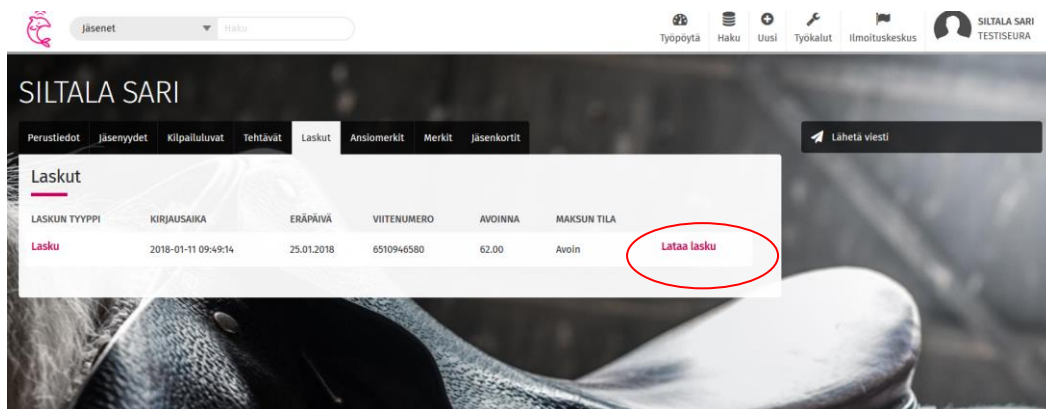 Jäsenet Haku
Työpöytä Haku Uusi Työkalut Ilmoituskeskus
SILTALA SARI
TESTISEURA
SILTALA SARI
Perustiedot Jäsenyydet Kilpailuluvat Tehtävät Laskut Ansiomerkit Merkit Jäsenkortit
Lähetä viesti
Laskut
LASKUN TYYPPI KIRJAUSAIKA ERÄPÄIVÄ VIITENUMERO AVOINNA MAKSUN TILA
Lasku 2018-01-11 09:49:14 25.01.2018 6510946580 62.00 Avoin Lataa lasku